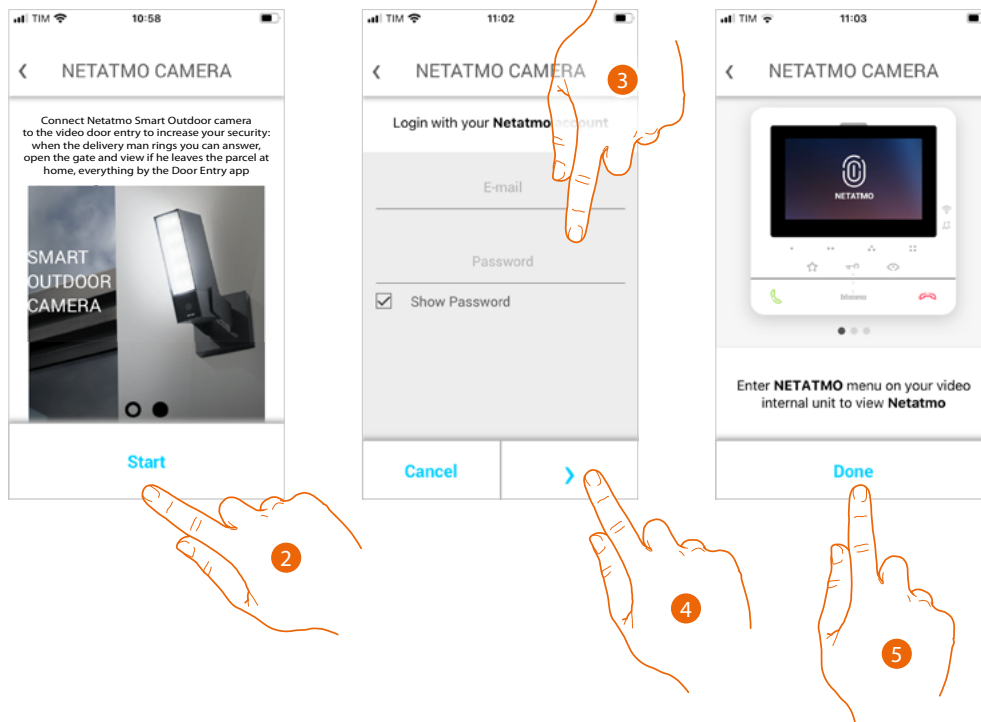 TIM
10:58
NETATMO CAMERA
Connect Netatmo Smart Outdoor camera
to the video door entry to increase your security:
when the delivery man rings you can answer,
open the gate and view if he leaves the parcel at
home, everything by the Door Entry app
SMART
OUTDOOR
CAMERA
Start
2
TIM
11:02
NETATMO CAMERA
3
Login with your Netatmo account
E-mail
Password
Show Password
Cancel
4
TIM
11:03
NETATMO CAMERA
NETATMO
Enter NETATMO menu on your video
internal unit to view Netatmo
Done
5